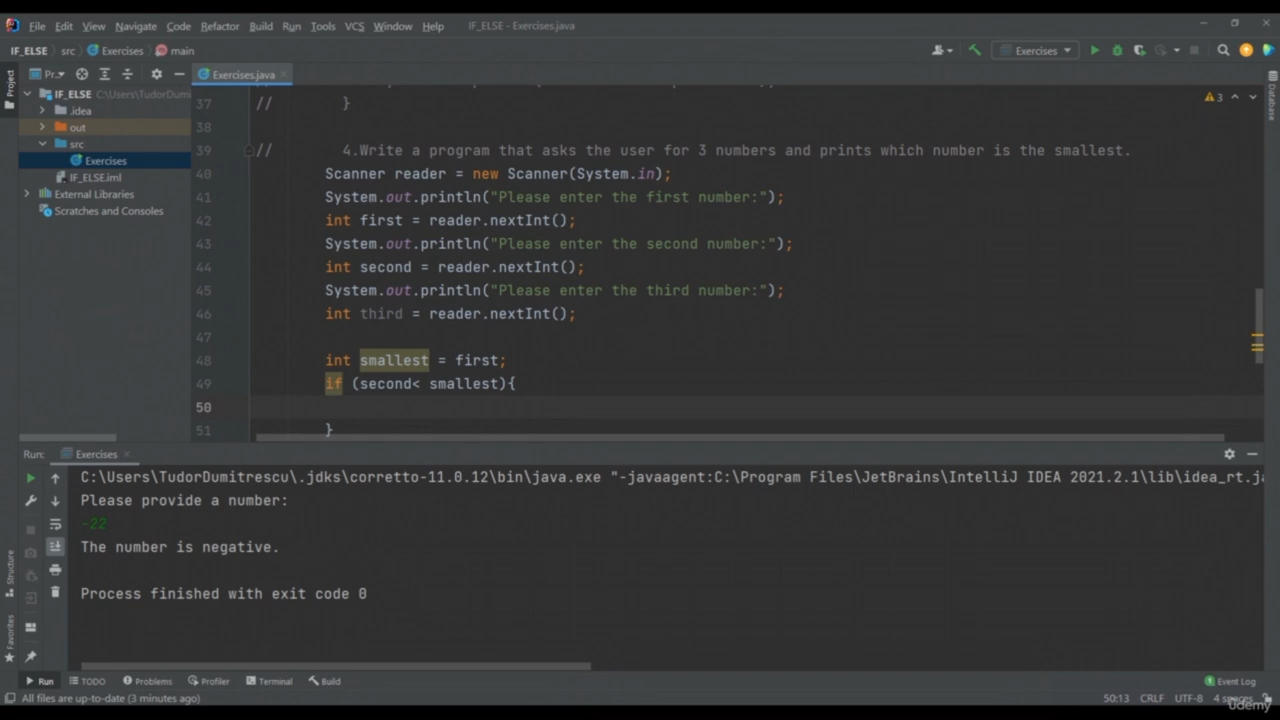 File Edit View Navigate Code Refactor Build Run Tools VCS Window Help IF_ELSE - Exercises.java
IF_ELSE src Exercises main Exercises
Project Pr... Exercises.java Database
IF_ELSE C:\Users\TudorDumi
.idea
out
src
Exercises
IF_ELSE.iml
External Libraries
Scratches and Consoles
3
37 // }
38
39 // 4.Write a program that asks the user for 3 numbers and prints which number is the smallest.
40 Scanner reader = new Scanner(System.in);
41 System.out.println("Please enter the first number:");
42 int first = reader.nextInt();
43 System.out.println("Please enter the second number:");
44 int second = reader.nextInt();
45 System.out.println("Please enter the third number:");
46 int third = reader.nextInt();
47
48 int smallest = first;
49 if (second< smallest){
50
51 }
Run: Exercises
C:\Users\TudorDumitrescu\.jdks\corretto-11.0.12\bin\java.exe "-javaagent:C:\Program Files\JetBrains\IntelliJ IDEA 2021.2.1\lib\idea_rt.ja
Please provide a number:
-22
The number is negative.
Process finished with exit code 0
Structure
Favorites
Run TODO Problems Profiler Terminal Build Event Log
All files are up-to-date (3 minutes ago) 50:13 CRLF UTF-8 4 spaces
udemy